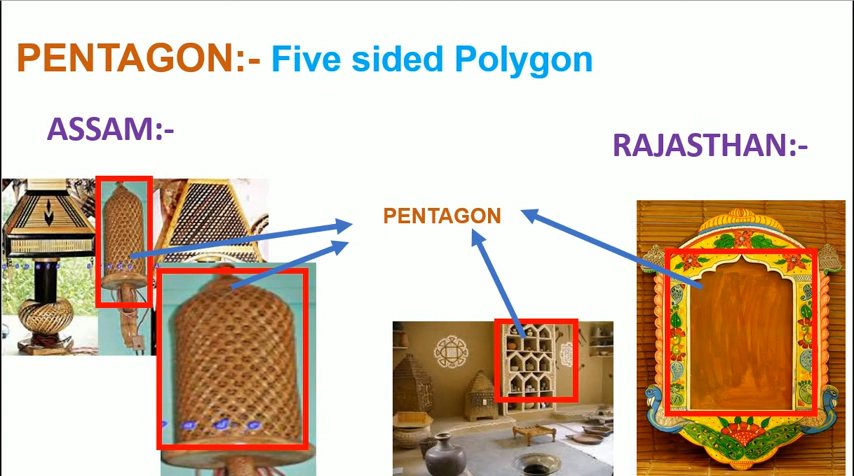 PENTAGON:- Five sided Polygon
ASSAM:-
RAJASTHAN:-
PENTAGON